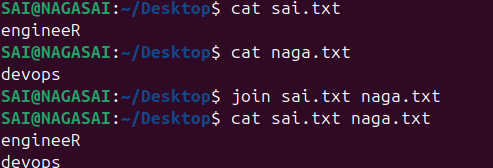 SAI@NAGASAI:~/Desktop$ cat sai.txt
engineeR
SAI@NAGASAI:~/Desktop$ cat naga.txt
devops
SAI@NAGASAI:~/Desktop$ join sai.txt naga.txt
SAI@NAGASAI:~/Desktop$ cat sai.txt naga.txt
engineeR
devops